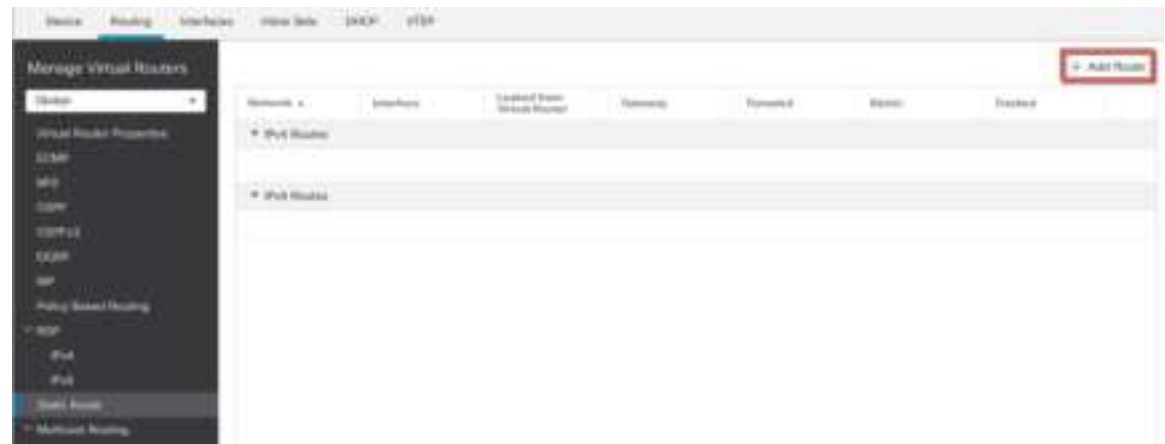 Device Routing Interfaces Inline Sets DHCP VTEP
Manage Virtual Routers
+ Add Route
Global
Network Interface Leaked from Virtual Router Gateway Tunneled Metric Tracked
Virtual Router Properties
ECMP
BFD
OSPF
OSPFv3
EIGRP
RIP
Policy Based Routing
BGP
IPv4
IPv6
Static Route
Multicast Routing
IPv4 Routes
IPv6 Routes